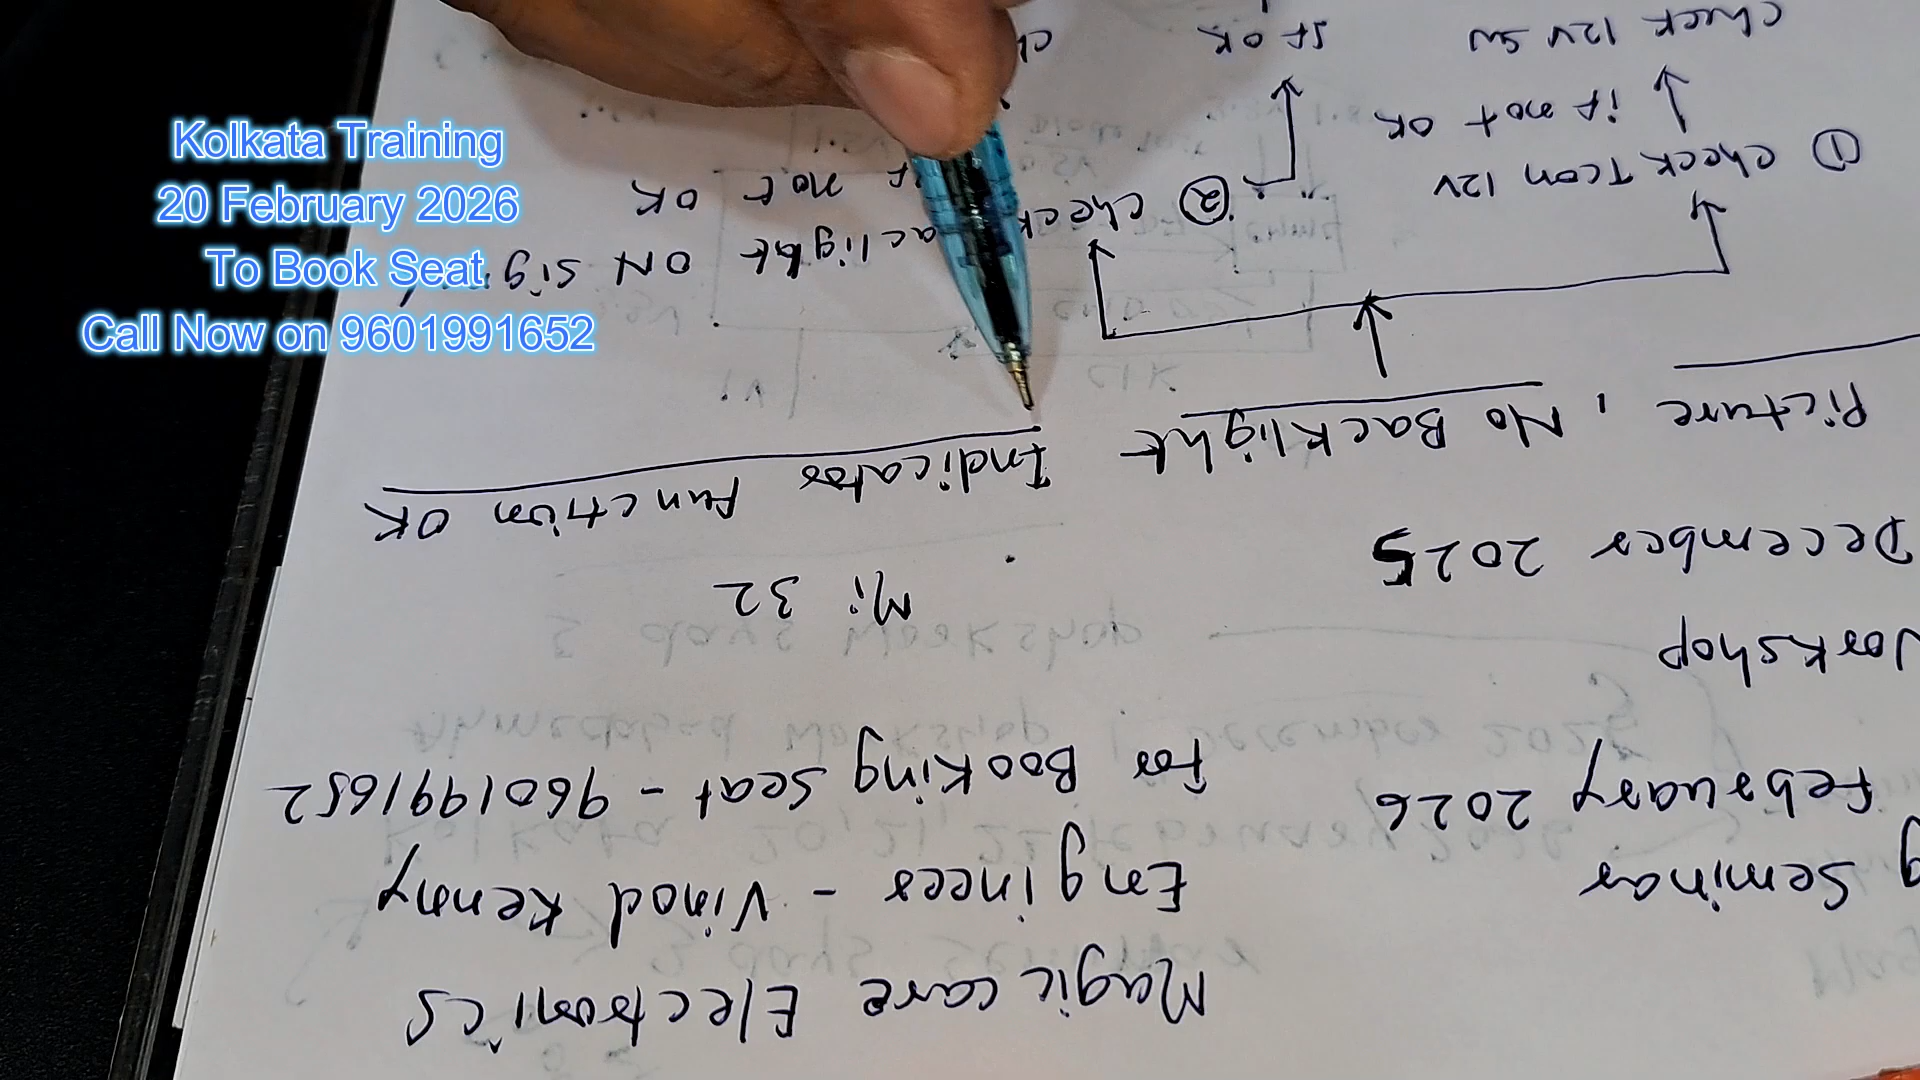 Kolkata Training
20 February 2026
To Book Seat
Call Now on 9601991652
Magic care Electronics
Engineer - Vinod Kenny
Seminar
For Booking Seat - 9601991652
February 2026
Workshop
Mi 32
December 2025
Picture, No Backlight Indicator function OK
① check Tcon 12V
if not OK
check 12V SW
② check Backlight ON Signal
if not OK
If OK